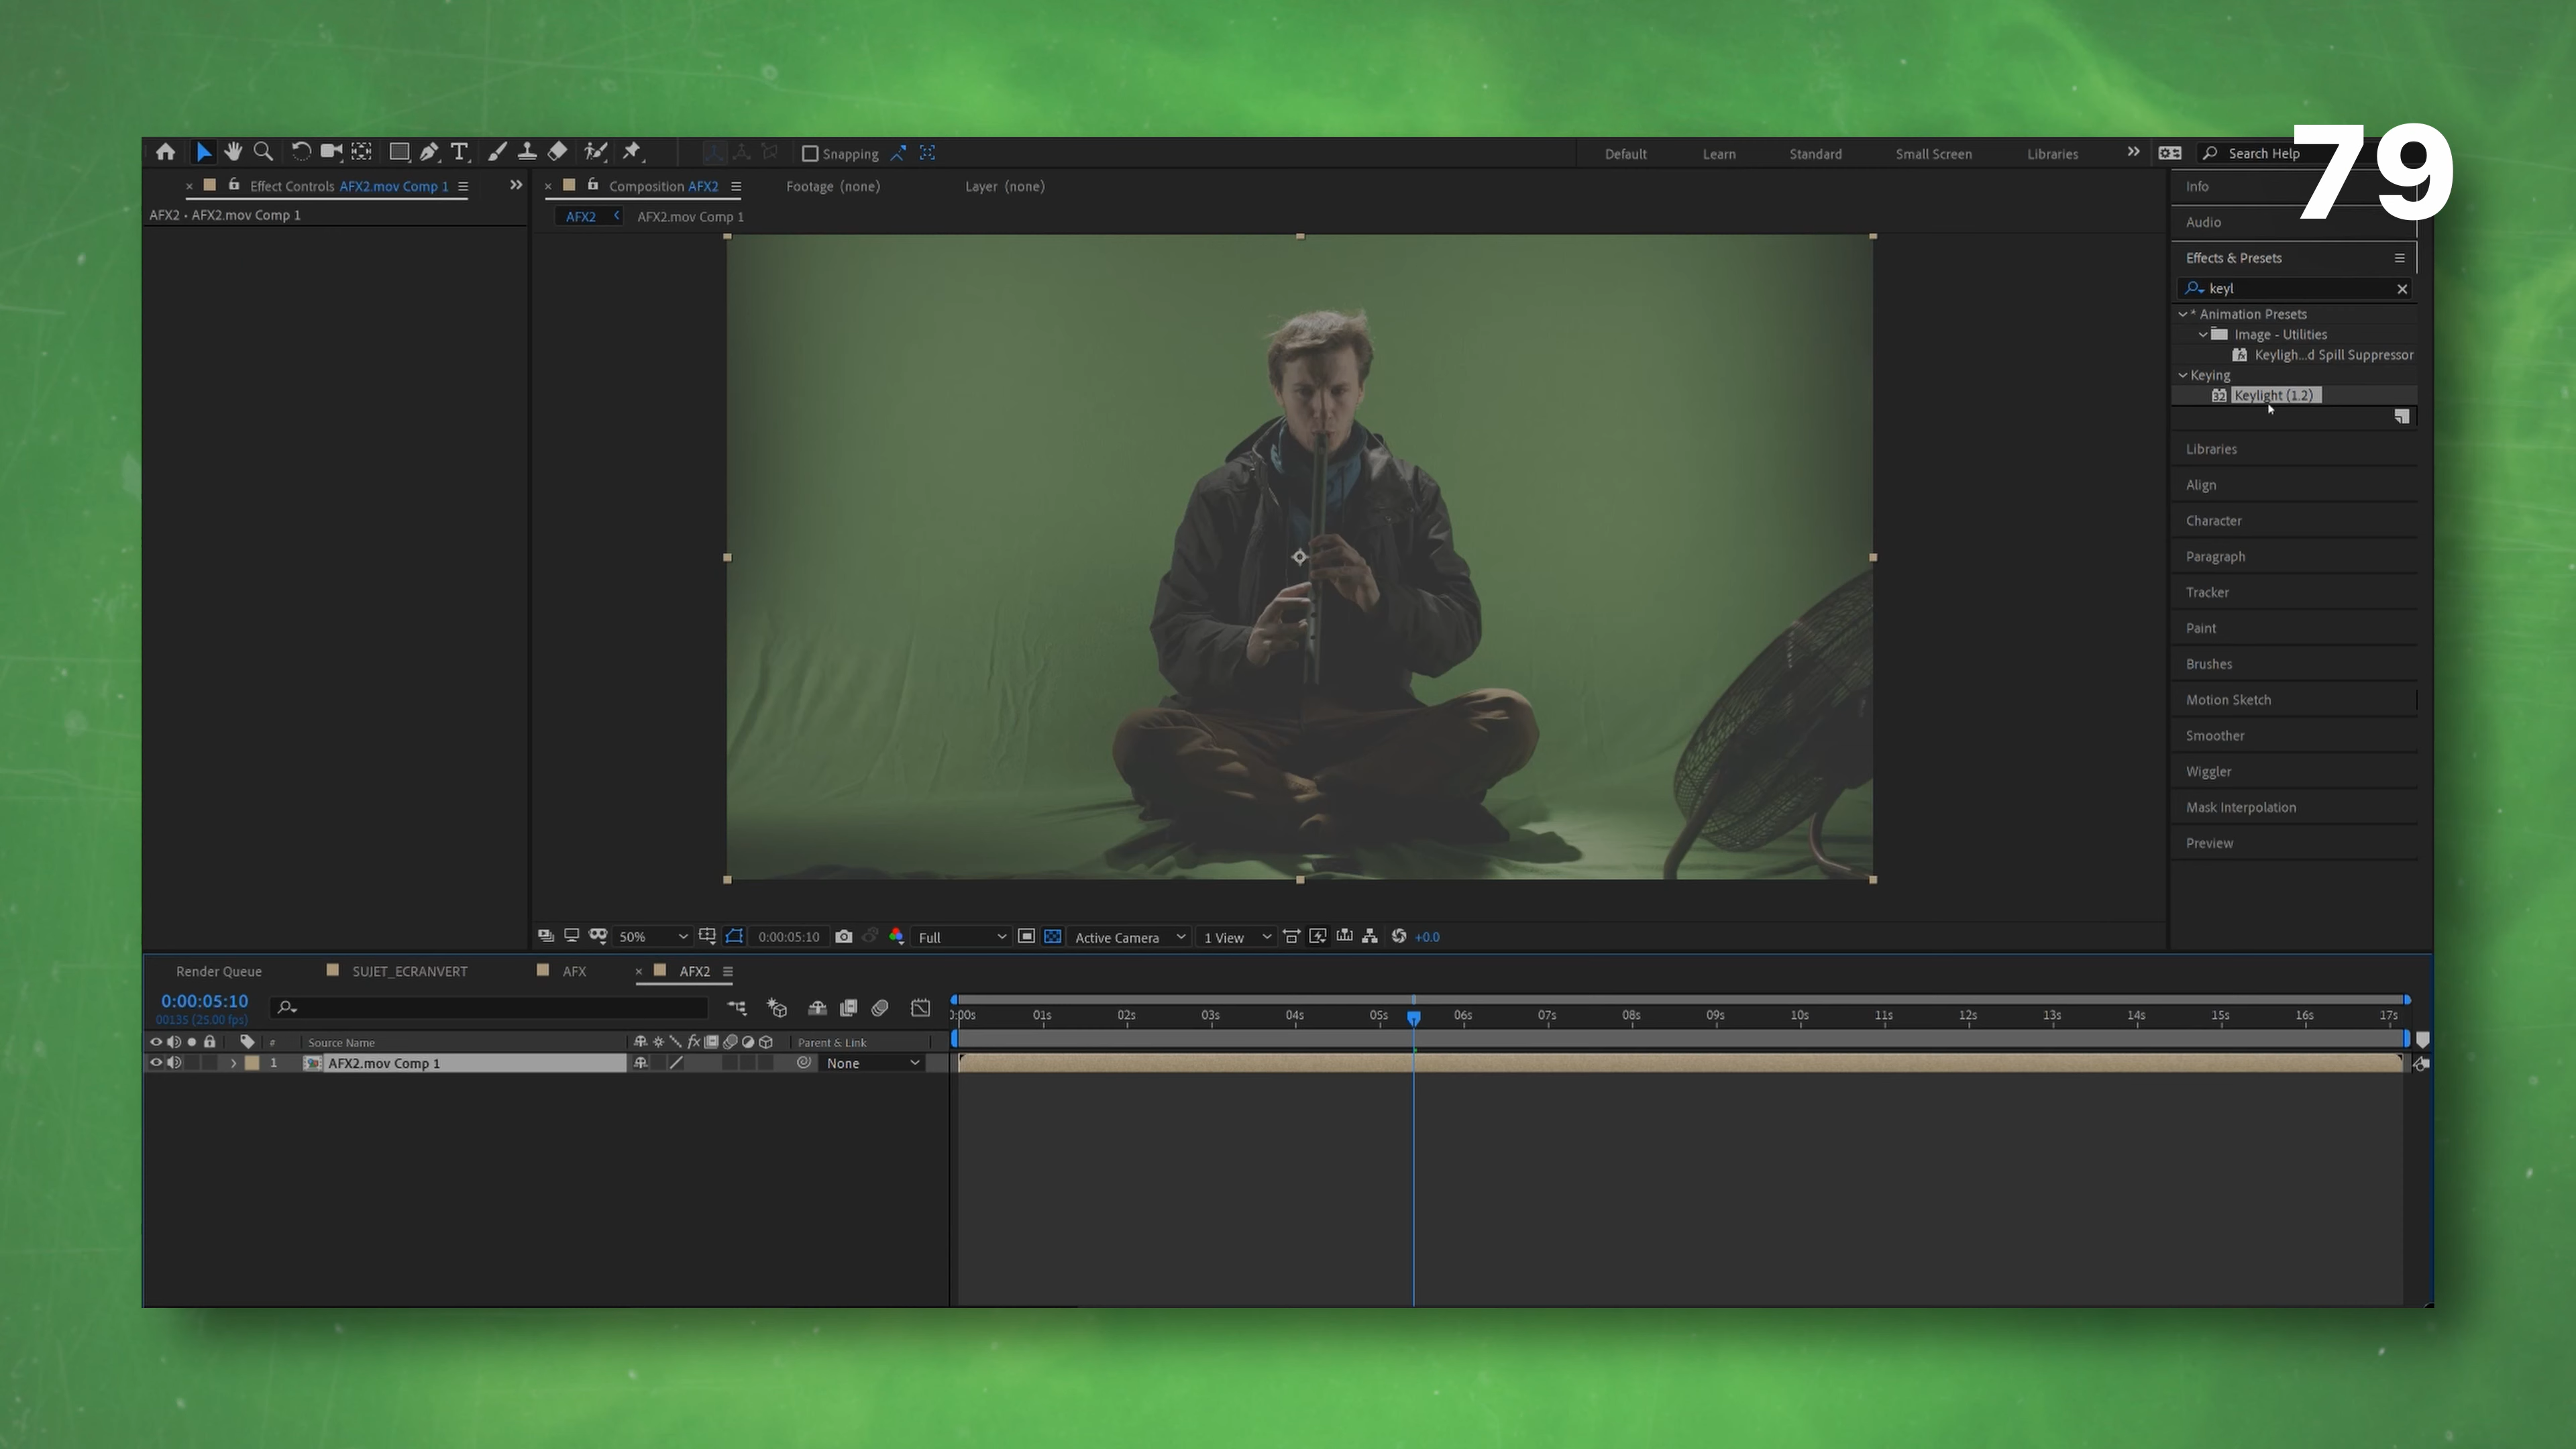 79
Snapping
Default
Learn
Standard
Small Screen
Libraries
Search Help
Effect Controls AFX2.mov Comp 1
Composition AFX2
Footage (none)
Layer (none)
Info
AFX2 • AFX2.mov Comp 1
AFX2
AFX2.mov Comp 1
Audio
Effects & Presets
keyl
* Animation Presets
Image - Utilities
Keyligh...d Spill Suppressor
Keying
32 Keylight (1.2)
Libraries
Align
Character
Paragraph
Tracker
Paint
Brushes
Motion Sketch
Smoother
Wiggler
Mask Interpolation
Preview
50%
0:00:05:10
Full
Active Camera
1 View
+0.0
Render Queue
SUJET_ECRANVERT
AFX
AFX2
0:00:05:10
00135 (25.00 fps)
):00s 01s 02s 03s 04s 05s 06s 07s 08s 09s 10s 11s 12s 13s 14s 15s 16s 17s
# Source Name
fx
Parent & Link
1 AFX2.mov Comp 1
None